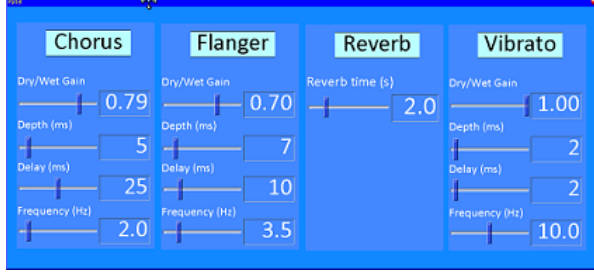 Chorus
Dry/Wet Gain
0.79
Depth (ms)
5
Delay (ms)
25
Frequency (Hz)
2.0
Flanger
Dry/Wet Gain
0.70
Depth (ms)
7
Delay (ms)
10
Frequency (Hz)
3.5
Reverb
Reverb time (s)
2.0
Vibrato
Dry/Wet Gain
1.00
Depth (ms)
2
Delay (ms)
2
Frequency (Hz)
10.0